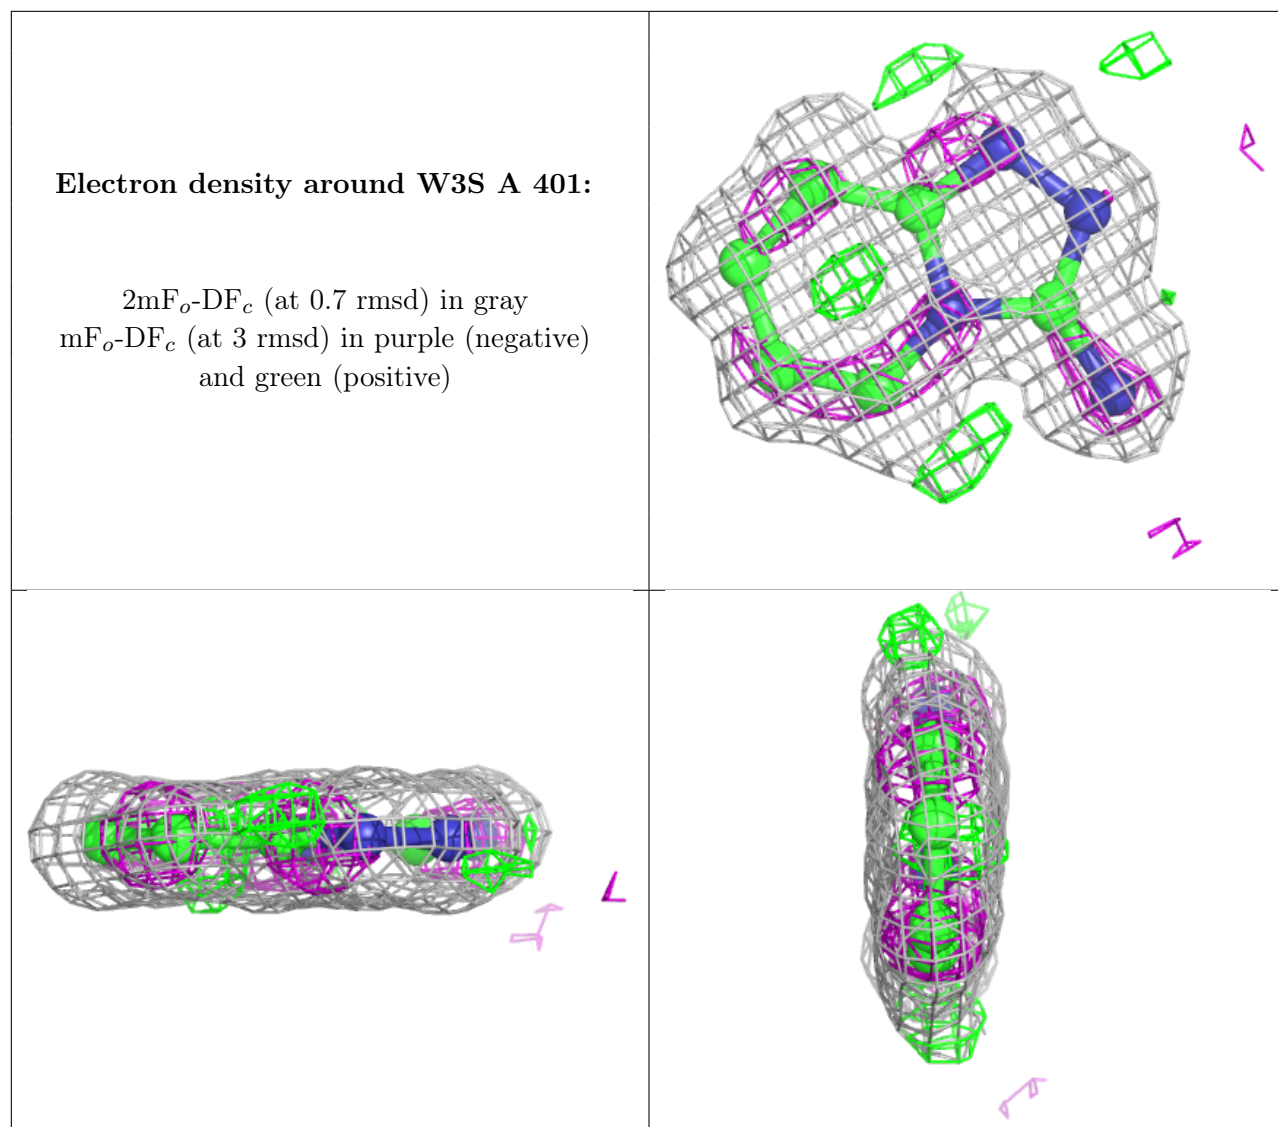 Electron density around W3S A 401:
2mFₒ-DF𝑐 (at 0.7 rmsd) in gray
mFₒ-DF𝑐 (at 3 rmsd) in purple (negative)
and green (positive)